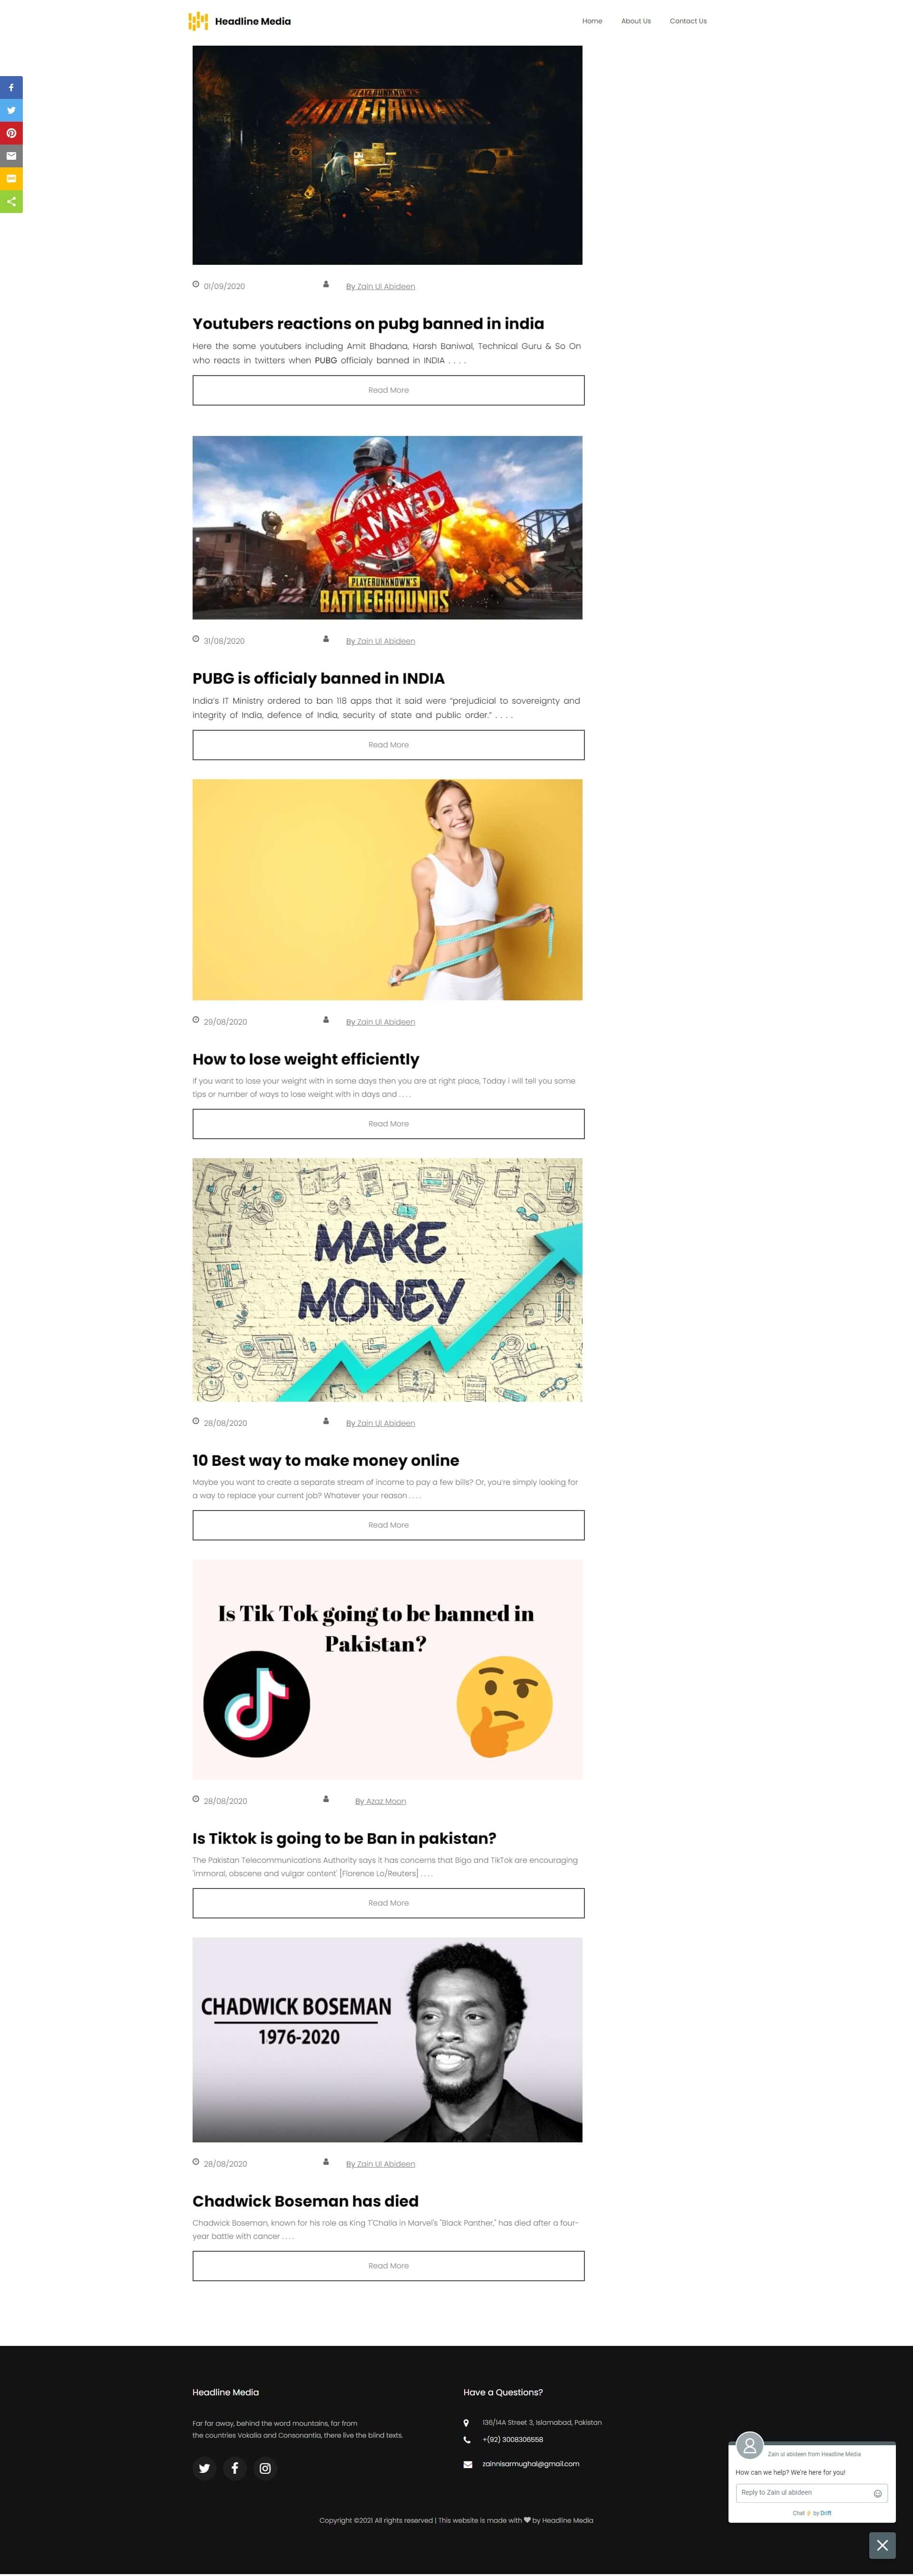 Headline Media
Home About Us Contact Us
PLAYERUNKNOWN'S
BATTLEGROUNDS
01/09/2020 By Zain Ul Abideen
Youtubers reactions on pubg banned in india
Here the some youtubers including Amit Bhadana, Harsh Baniwal, Technical Guru & So On
who reacts in twitters when PUBG officialy banned in INDIA . . . .
Read More
BANNED
PLAYERUNKNOWN'S
BATTLEGROUNDS
31/08/2020 By Zain Ul Abideen
PUBG is officialy banned in INDIA
India's IT Ministry ordered to ban 118 apps that it said were "prejudicial to sovereignty and
integrity of India, defence of India, security of state and public order." . . . .
Read More
29/08/2020 By Zain Ul Abideen
How to lose weight efficiently
If you want to lose your weight with in some days then you are at right place, Today i will tell you some
tips or number of ways to lose weight with in days and . . . .
Read More
MAKE
MONEY
28/08/2020 By Zain Ul Abideen
10 Best way to make money online
Maybe you want to create a separate stream of income to pay a few bills? Or, you're simply looking for
a way to replace your current job? Whatever your reason . . . .
Read More
Is Tik Tok going to be banned in
Pakistan?
28/08/2020 By Azaz Moon
Is Tiktok is going to be Ban in pakistan?
The Pakistan Telecommunications Authority says it has concerns that Bigo and TikTok are encouraging
'immoral, obscene and vulgar content' [Florence Lo/Reuters] . . . .
Read More
CHADWICK BOSEMAN
1976-2020
28/08/2020 By Zain Ul Abideen
Chadwick Boseman has died
Chadwick Boseman, known for his role as King T'Challa in Marvel's "Black Panther," has died after a four-
year battle with cancer . . . .
Read More
Headline Media
Far far away, behind the word mountains, far from
the countries Vokalia and Consonantia, there live the blind texts.
Have a Questions?
136/14A Street 3, Islamabad, Pakistan
+(92) 3008306558
zainnisarmughal@gmail.com
Zain ul abideen from Headline Media
How can we help? We're here for you!
Reply to Zain ul abideen
Chat ⚡ by Drift
Copyright ©2021 All rights reserved | This website is made with ❤ by Headline Media